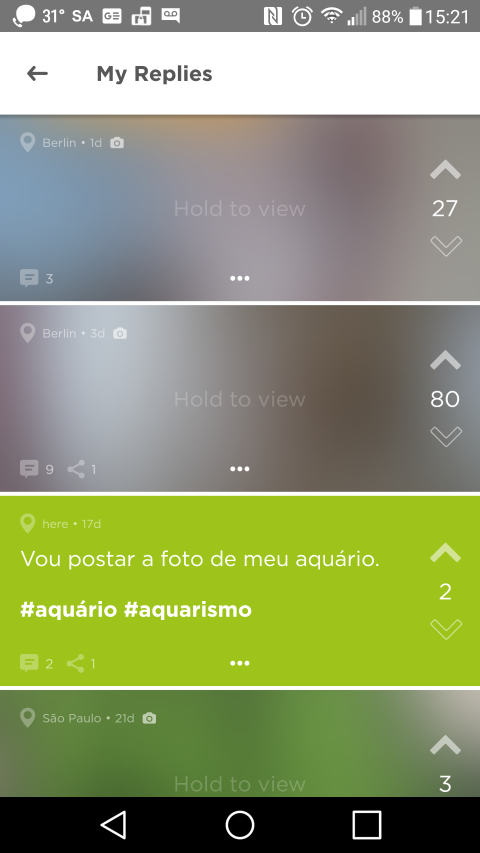 31° SA GE 88% 15:21
My Replies
Berlin • 1d
Hold to view
27
3
•••
Berlin • 3d
Hold to view
80
9 1
•••
here • 17d
Vou postar a foto de meu aquário.
2
#aquário #aquarismo
2 1
•••
São Paulo • 21d
Hold to view
3